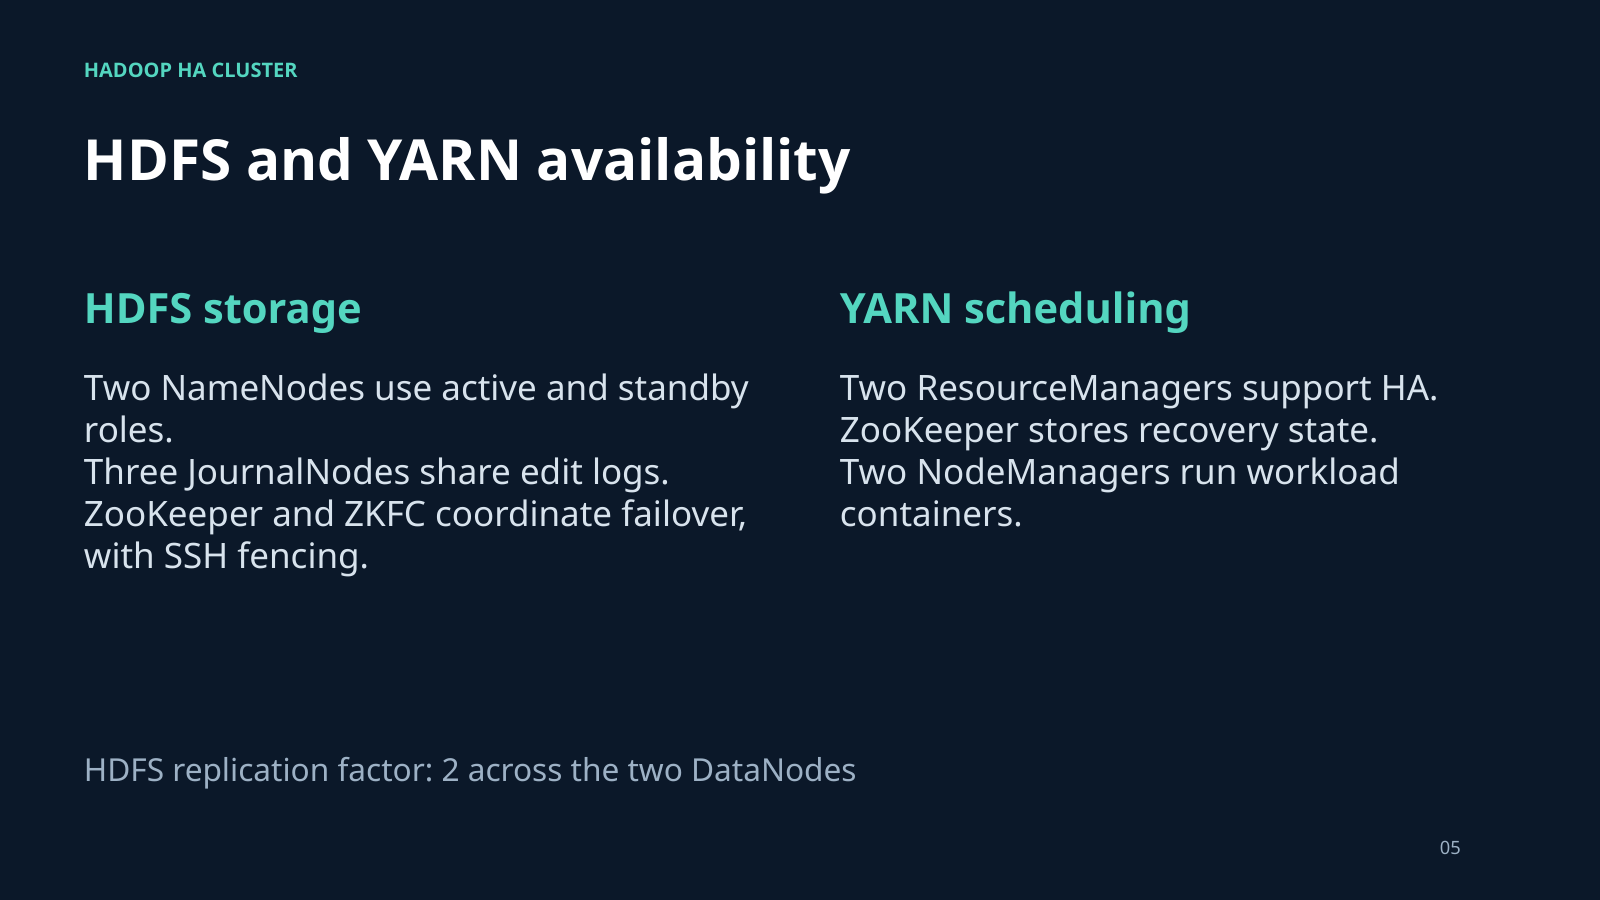 HADOOP HA CLUSTER
HDFS and YARN availability
HDFS storage
Two NameNodes use active and standby
roles.
Three JournalNodes share edit logs.
ZooKeeper and ZKFC coordinate failover,
with SSH fencing.
YARN scheduling
Two ResourceManagers support HA.
ZooKeeper stores recovery state.
Two NodeManagers run workload
containers.
HDFS replication factor: 2 across the two DataNodes
05